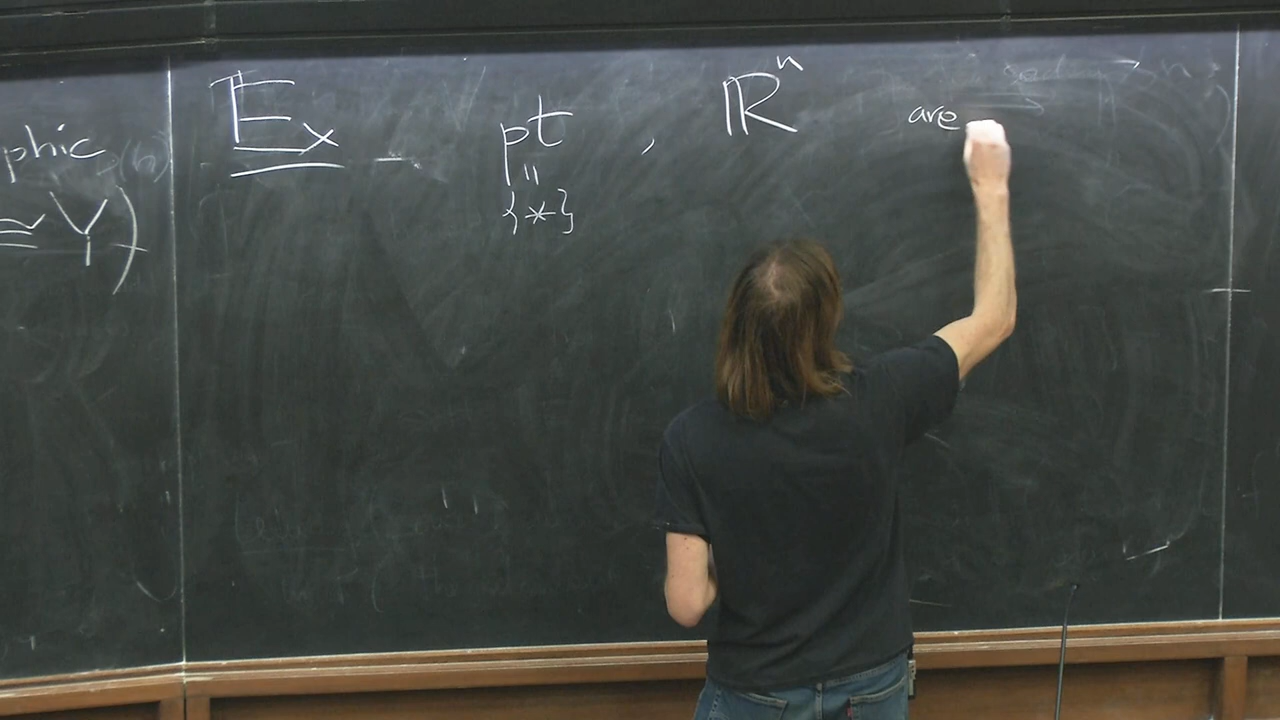 phic
≅ Y)
Ex - pt , ℝⁿ are
||
{*}